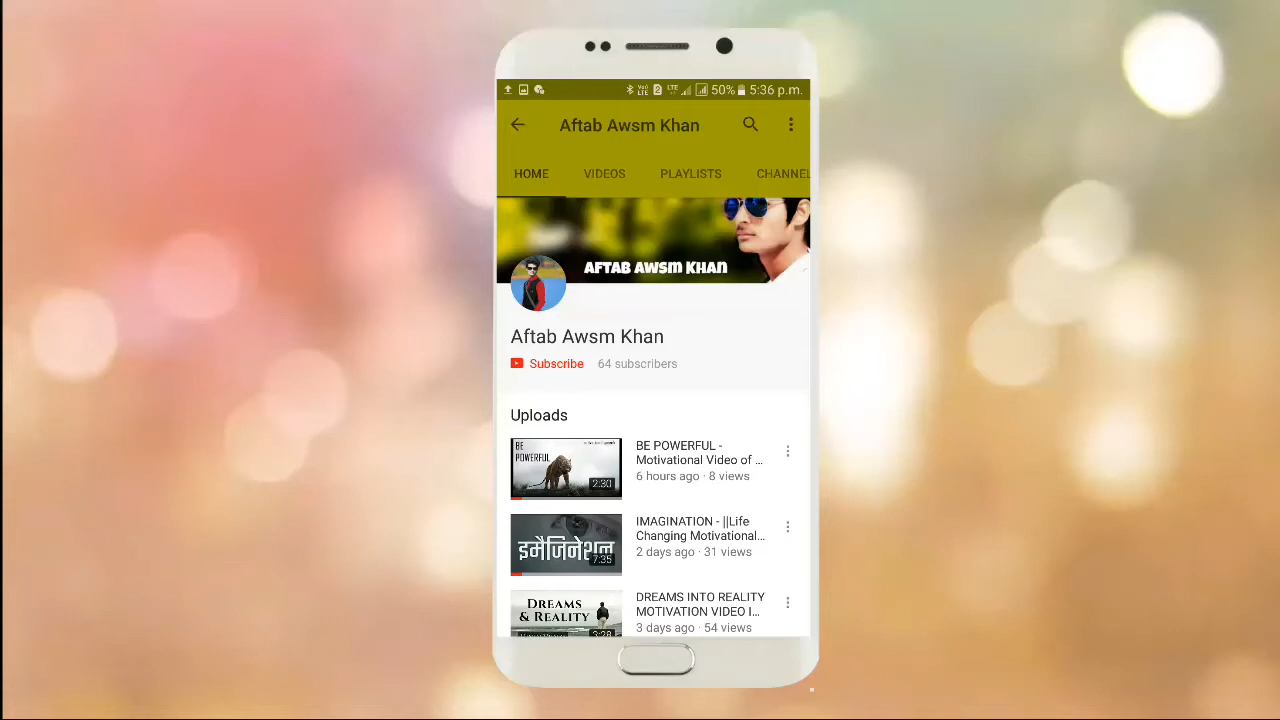 50% 5:36 p.m.
Aftab Awsm Khan
HOME VIDEOS PLAYLISTS CHANNEL
AFTAB AWSM KHAN
Aftab Awsm Khan
Subscribe 64 subscribers
Uploads
BE
POWERFUL
2:30
BE POWERFUL -
Motivational Video of ...
6 hours ago · 8 views
इमैजिनेशन
7:35
IMAGINATION - ||Life
Changing Motivational...
2 days ago · 31 views
DREAMS
& REALITY
3:28
DREAMS INTO REALITY
MOTIVATION VIDEO I...
3 days ago · 54 views